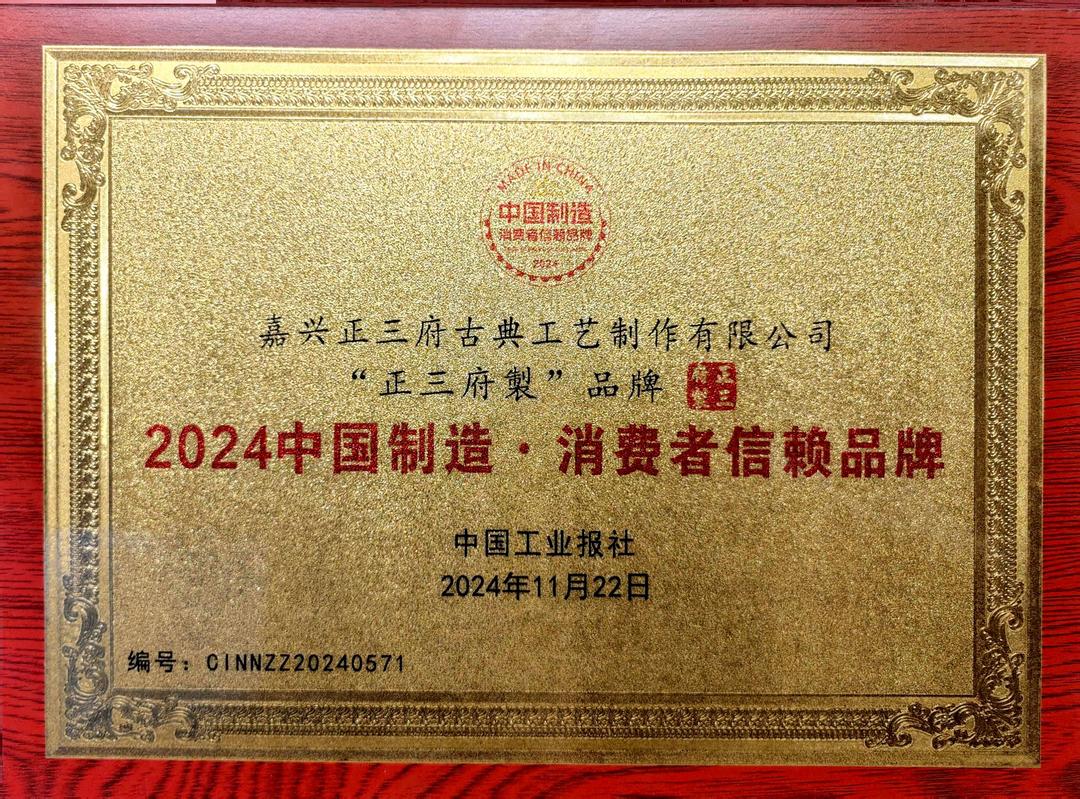 MADE IN CHINA
中国制造
消费者信赖品牌
2024
嘉兴正三府古典工艺制作有限公司
“正三府製”品牌
2024中国制造·消费者信赖品牌
中国工业报社
2024年11月22日
编号：CINNZZ20240571